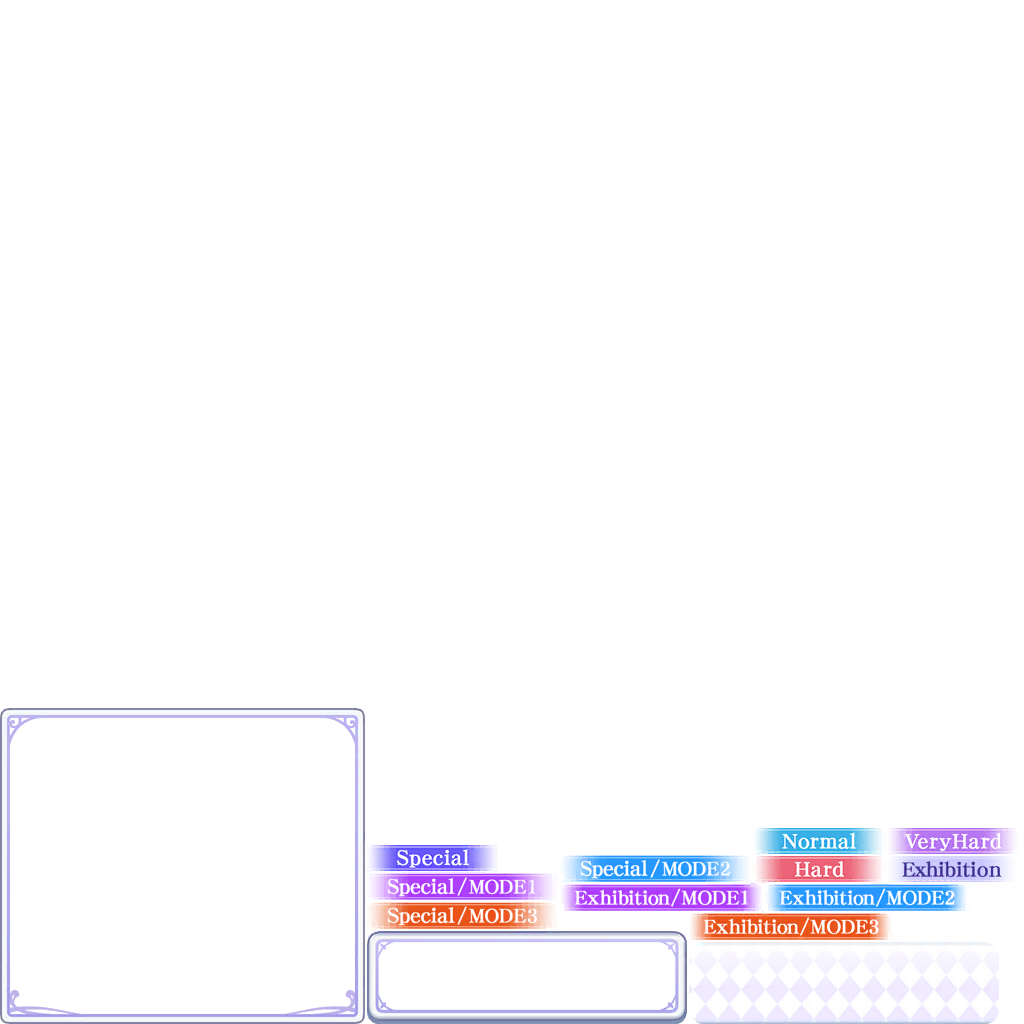 Normal
VeryHard
Special
Special/MODE2
Hard
Exhibition
Special/MODE1
Exhibition/MODE1
Exhibition/MODE2
Special/MODE3
Exhibition/MODE3